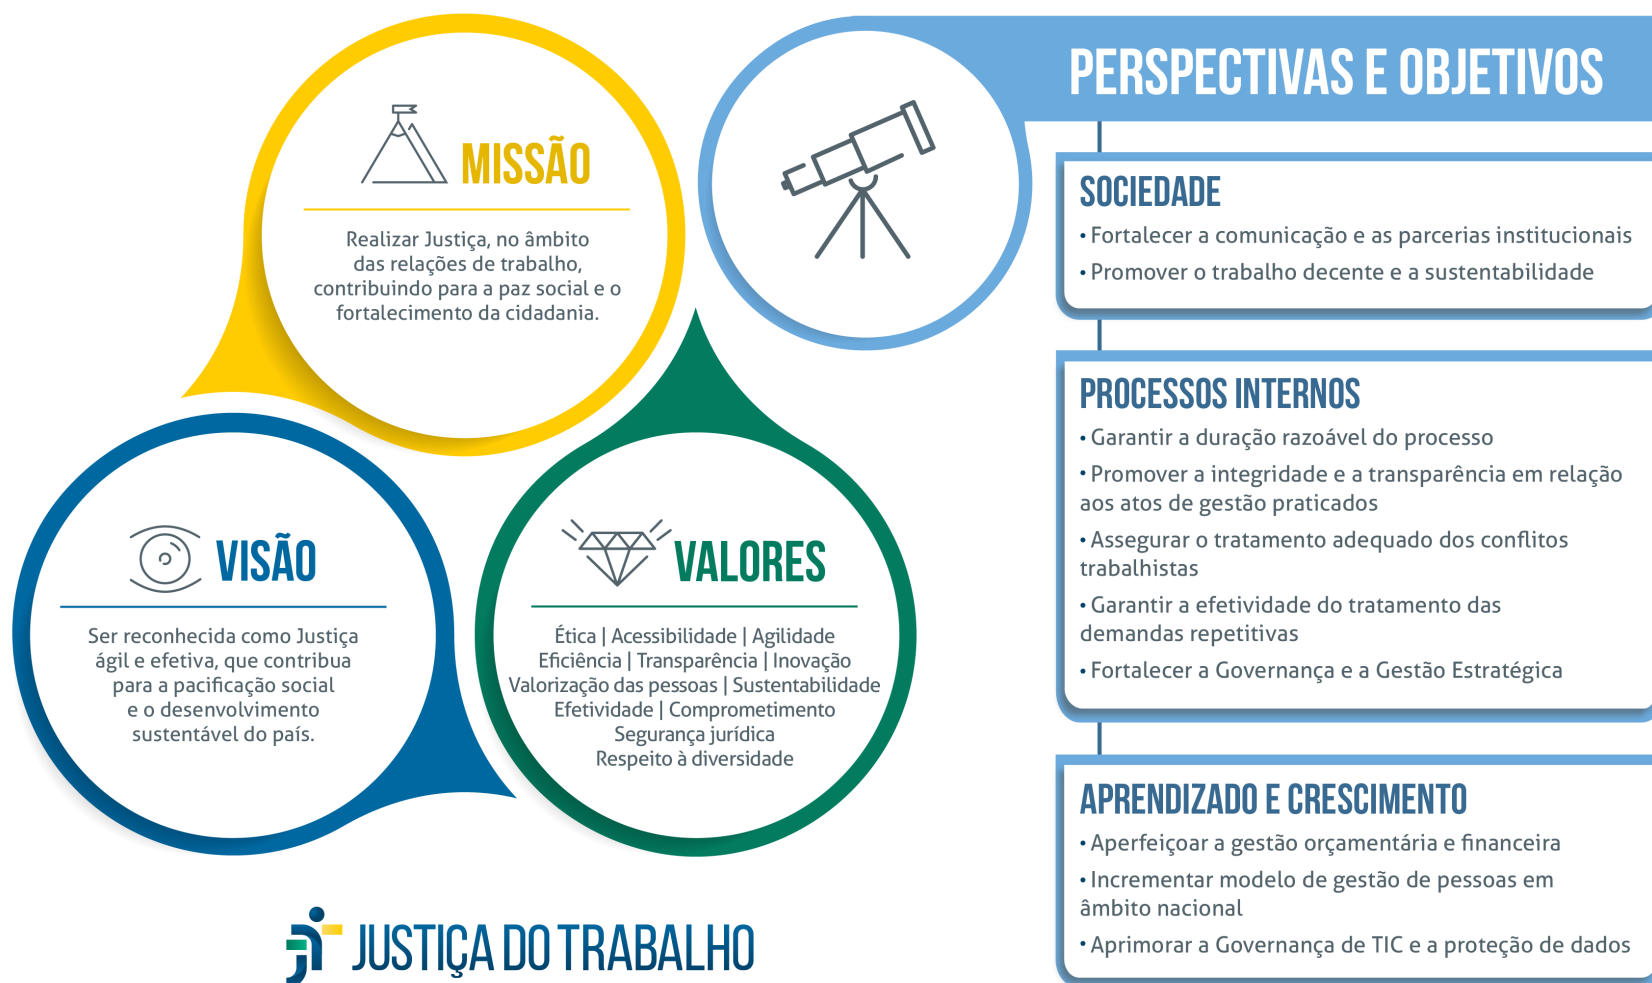 MISSÃO
Realizar Justiça, no âmbito
das relações de trabalho,
contribuindo para a paz social e o
fortalecimento da cidadania.
VISÃO
Ser reconhecida como Justiça
ágil e efetiva, que contribua
para a pacificação social
e o desenvolvimento
sustentável do país.
VALORES
Ética | Acessibilidade | Agilidade
Eficiência | Transparência | Inovação
Valorização das pessoas | Sustentabilidade
Efetividade | Comprometimento
Segurança jurídica
Respeito à diversidade
JUSTIÇA DO TRABALHO
PERSPECTIVAS E OBJETIVOS
SOCIEDADE
• Fortalecer a comunicação e as parcerias institucionais
• Promover o trabalho decente e a sustentabilidade
PROCESSOS INTERNOS
• Garantir a duração razoável do processo
• Promover a integridade e a transparência em relação
aos atos de gestão praticados
• Assegurar o tratamento adequado dos conflitos
trabalhistas
• Garantir a efetividade do tratamento das
demandas repetitivas
• Fortalecer a Governança e a Gestão Estratégica
APRENDIZADO E CRESCIMENTO
• Aperfeiçoar a gestão orçamentária e financeira
• Incrementar modelo de gestão de pessoas em
âmbito nacional
• Aprimorar a Governança de TIC e a proteção de dados